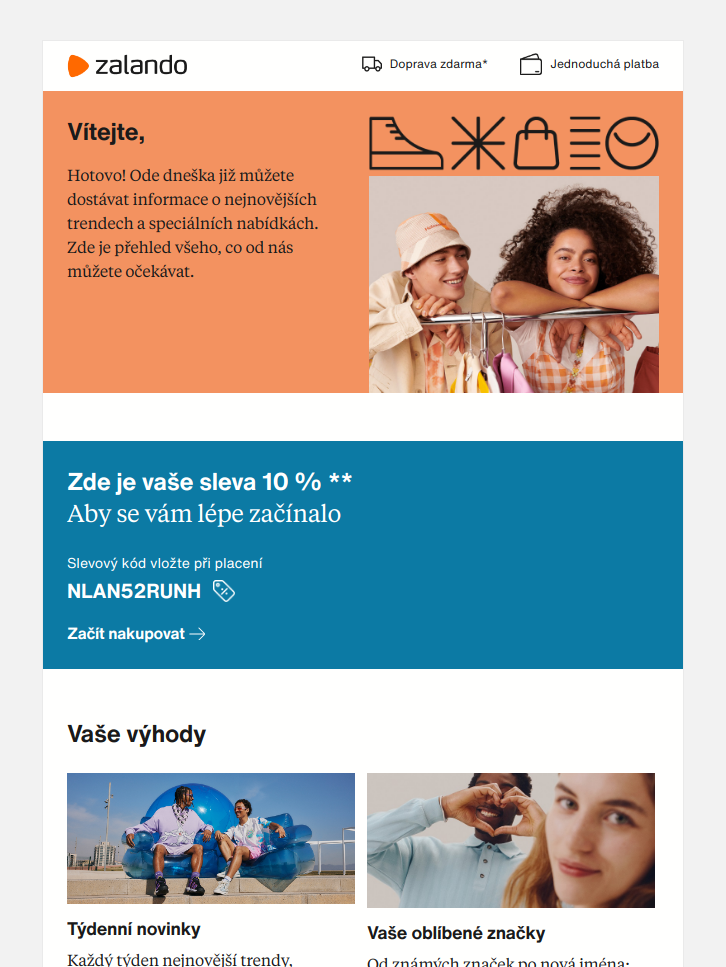 zalando
Doprava zdarma*
Jednoduchá platba
Vítejte,
Hotovo! Ode dneška již můžete
dostávat informace o nejnovějších
trendech a speciálních nabídkách.
Zde je přehled všeho, co od nás
můžete očekávat.
Zde je vaše sleva 10 % **
Aby se vám lépe začínalo
Slevový kód vložte při placení
NLAN52RUNH
Začít nakupovat
Vaše výhody
Týdenní novinky
Každý týden nejnovější trendy,
Vaše oblíbené značky
Od známých značek po nová jména: